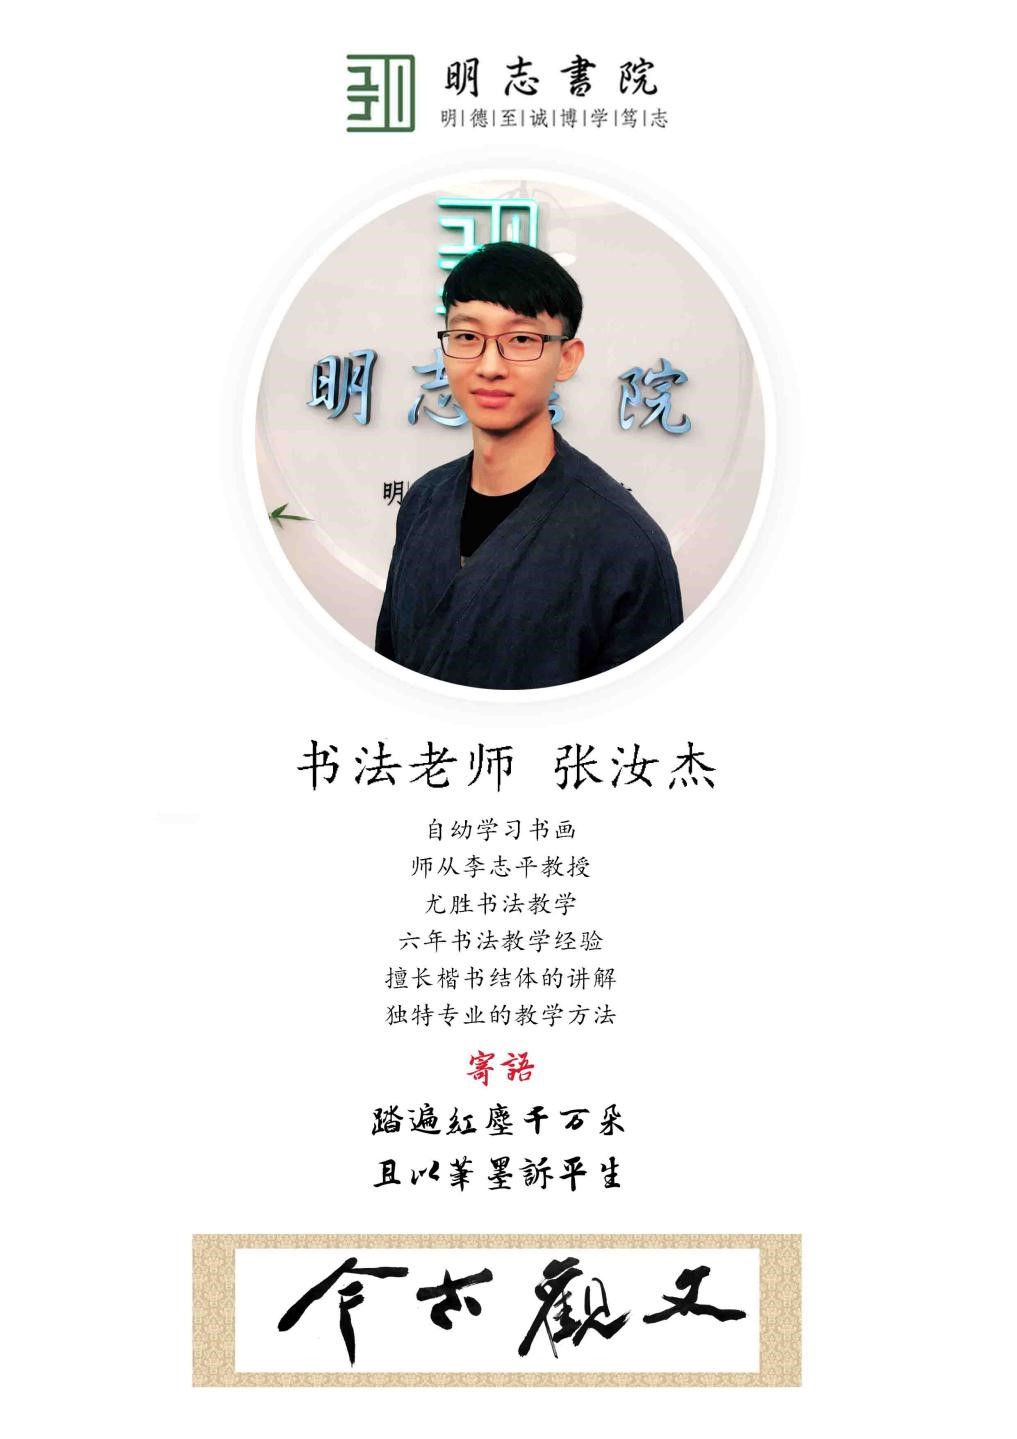 明志書院
明|德|至|诚|博|学|笃|志
明志 院
明
书法老师 张汝杰
自幼学习书画
师从李志平教授
尤胜书法教学
六年书法教学经验
擅长楷书结体的讲解
独特专业的教学方法
寄語
踏遍紅塵千万朵
且以筆墨訴平生
今古觀文